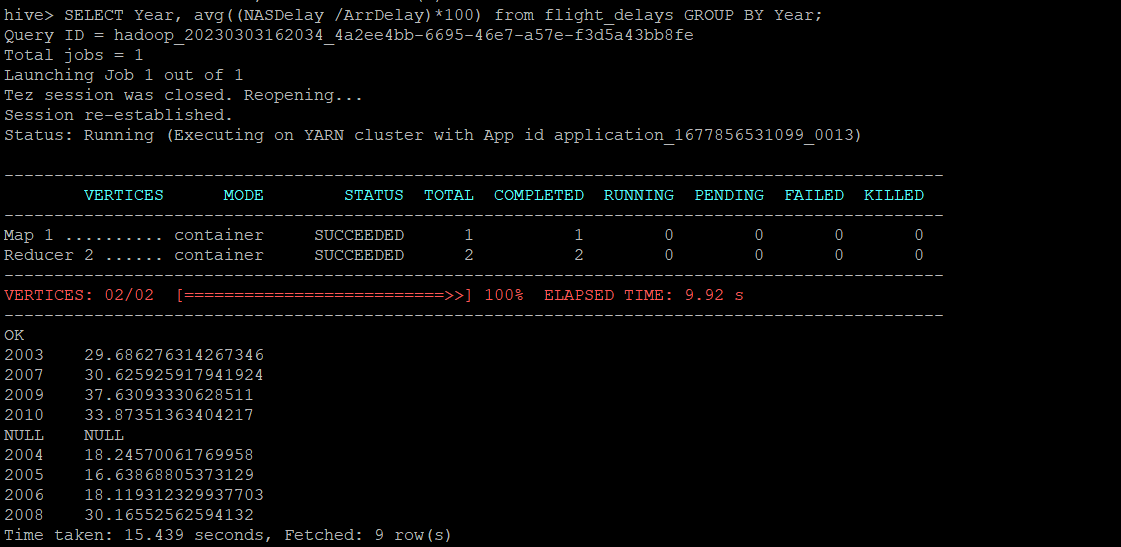 hive> SELECT Year, avg((NASDelay /ArrDelay)*100) from flight_delays GROUP BY Year;
Query ID = hadoop_20230303162034_4a2ee4bb-6695-46e7-a57e-f3d5a43bb8fe
Total jobs = 1
Launching Job 1 out of 1
Tez session was closed. Reopening...
Session re-established.
Status: Running (Executing on YARN cluster with App id application_1677856531099_0013)
----------------------------------------------------------------------------------------------
VERTICES MODE STATUS TOTAL COMPLETED RUNNING PENDING FAILED KILLED
----------------------------------------------------------------------------------------------
Map 1 .......... container SUCCEEDED 1 1 0 0 0 0
Reducer 2 ...... container SUCCEEDED 2 2 0 0 0 0
----------------------------------------------------------------------------------------------
VERTICES: 02/02 [==========================>>] 100% ELAPSED TIME: 9.92 s
----------------------------------------------------------------------------------------------
OK
2003 29.686276314267346
2007 30.625925917941924
2009 37.63093330628511
2010 33.87351363404217
NULL NULL
2004 18.24570061769958
2005 16.63868805373129
2006 18.119312329937703
2008 30.16552562594132
Time taken: 15.439 seconds, Fetched: 9 row(s)